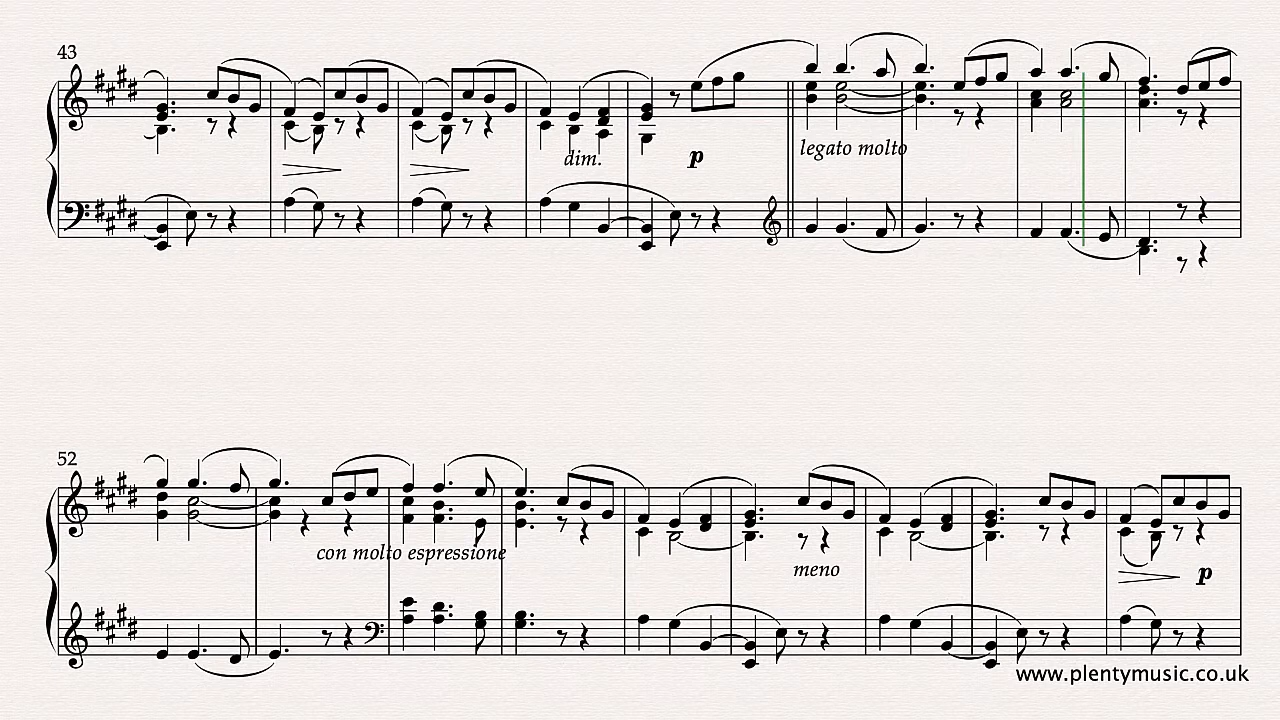 43
dim.
p
legato molto
52
con molto espressione
meno
p
www.plentymusic.co.uk